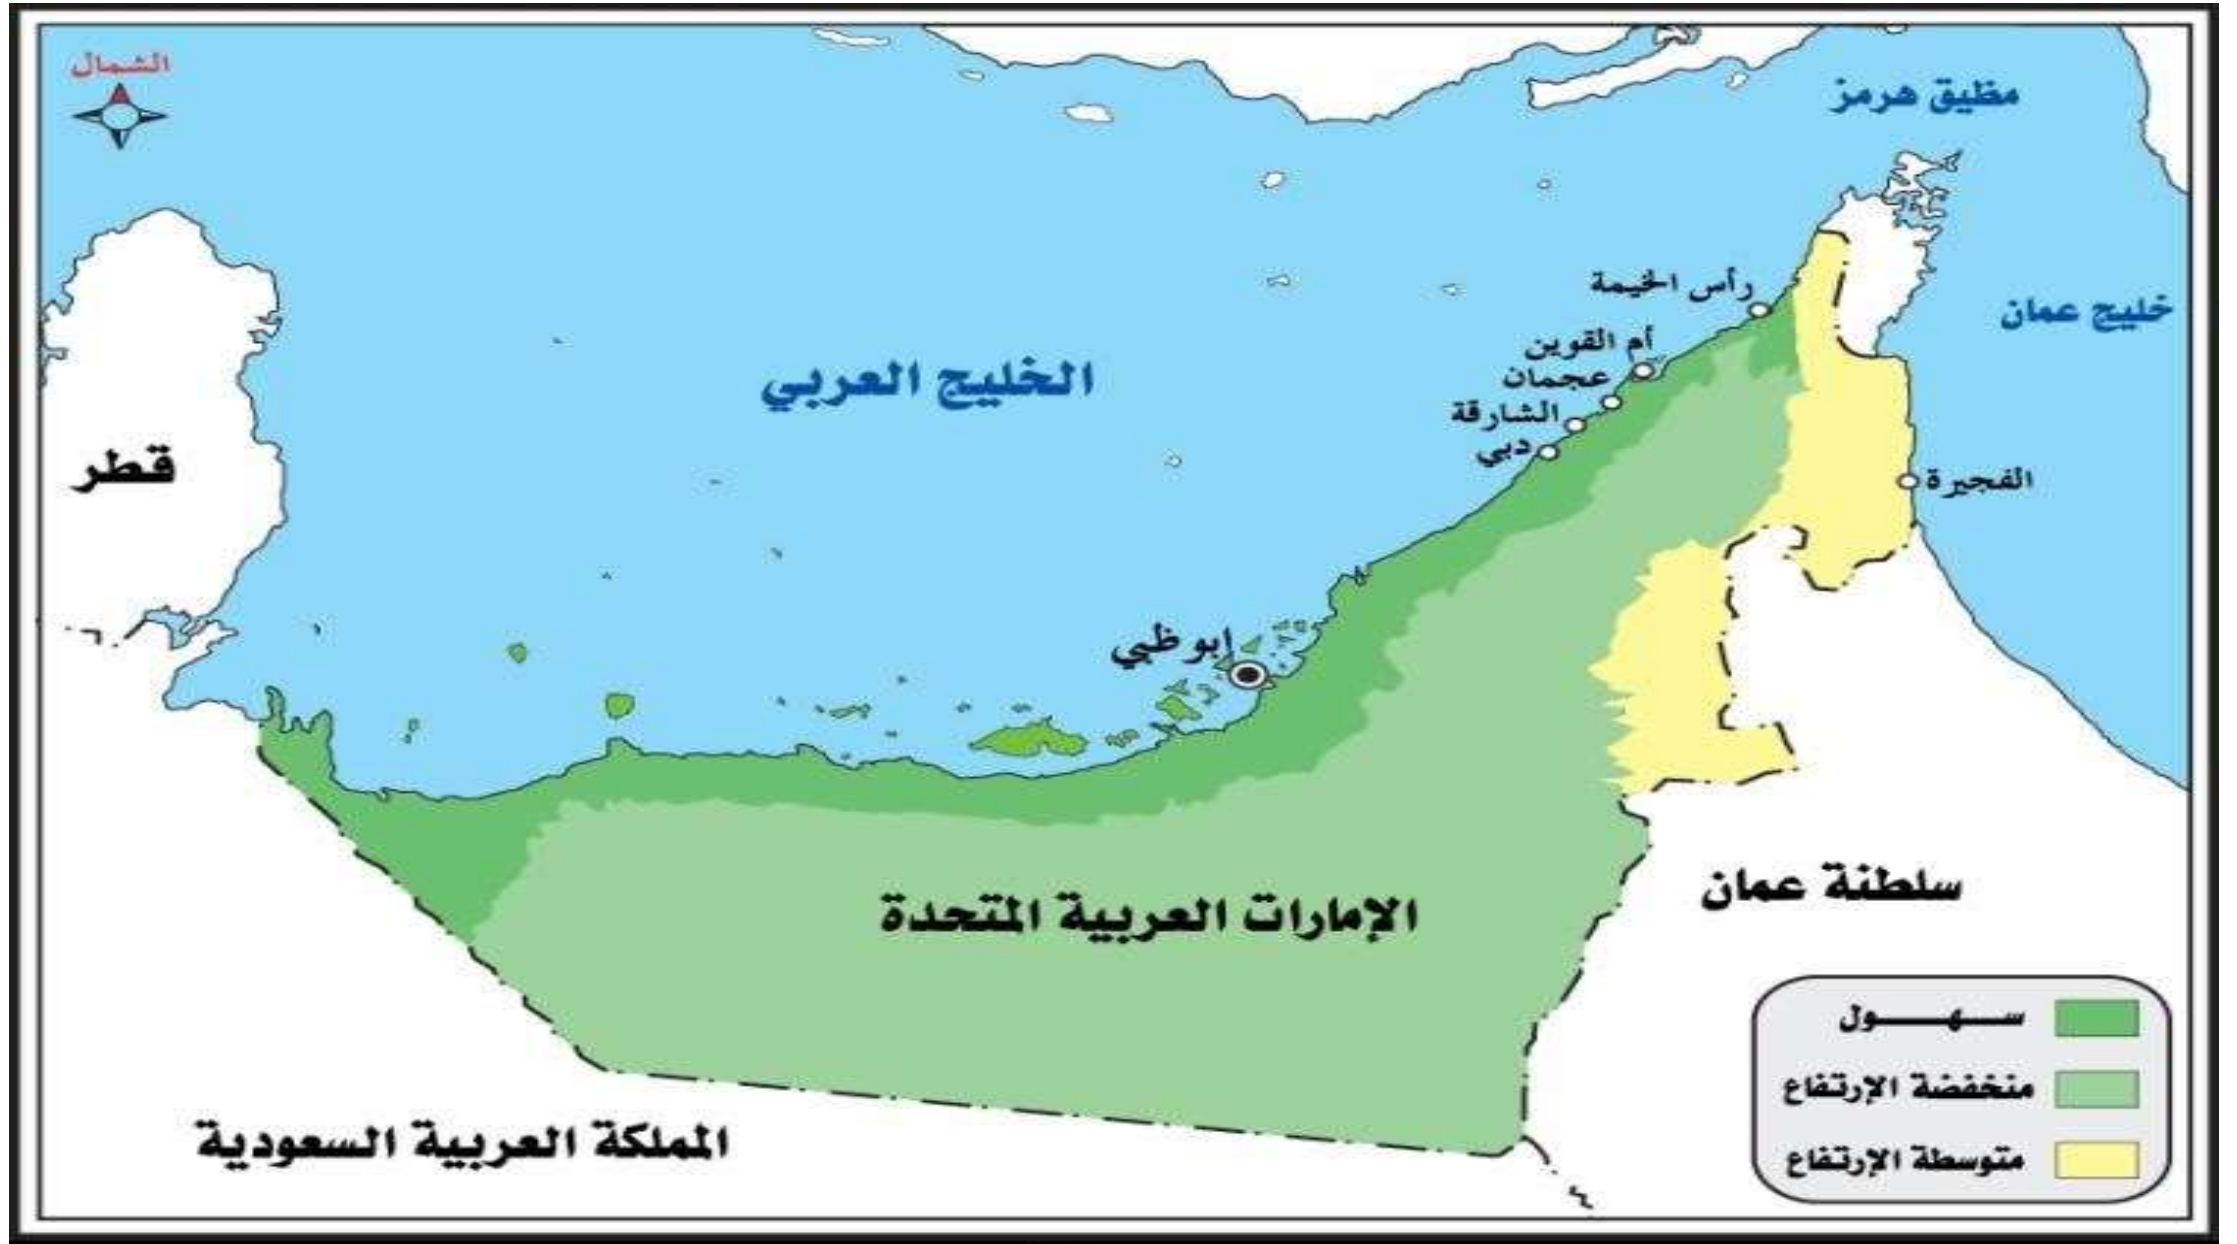 الشمال
مظيق هرمز
رأس الخيمة
خليج عمان
أم القوين
عجمان
الخليج العربي
الشارقة
دبي
قطر
الفجيرة
ابوظبي
سلطنة عمان
الإمارات العربية المتحدة
المملكة العربية السعودية
سهول
منخفضة الإرتفاع
متوسطة الإرتفاع